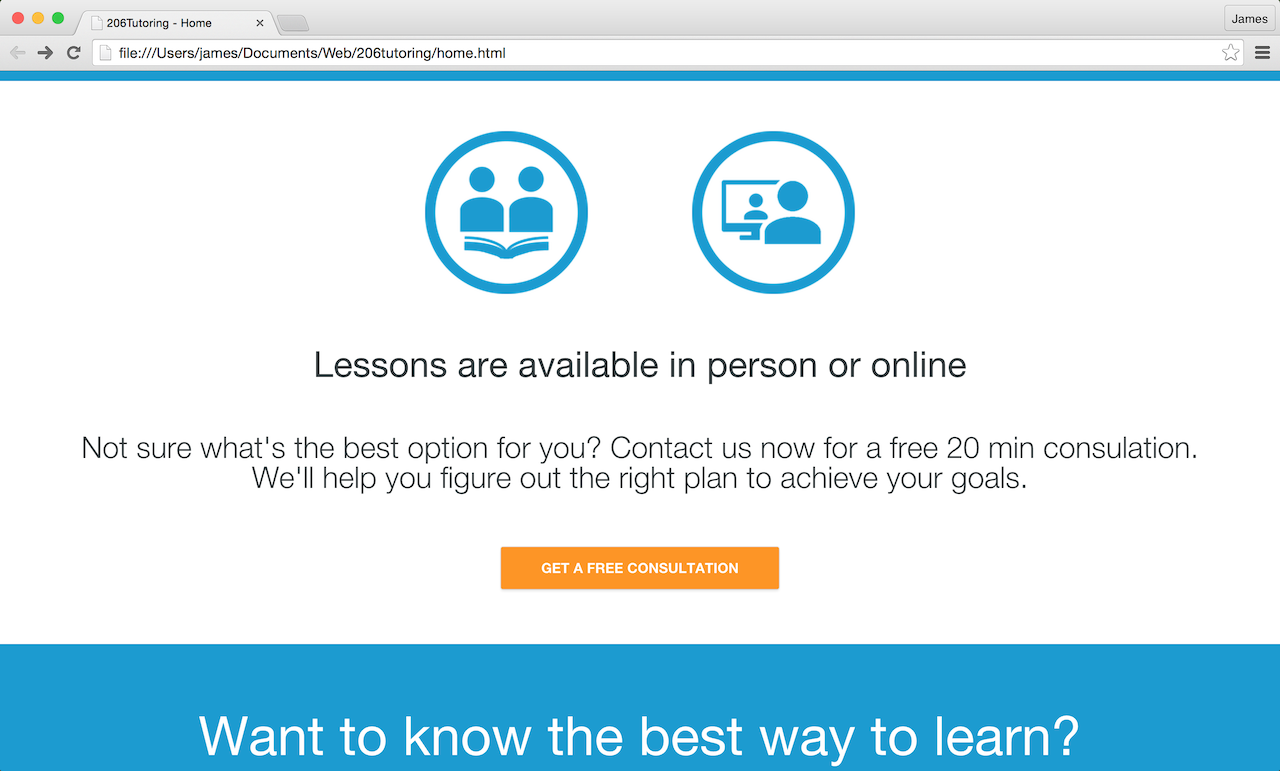 206Tutoring - Home
James
file:///Users/james/Documents/Web/206tutoring/home.html
Lessons are available in person or online
Not sure what's the best option for you? Contact us now for a free 20 min consulation.
We'll help you figure out the right plan to achieve your goals.
GET A FREE CONSULTATION
Want to know the best way to learn?